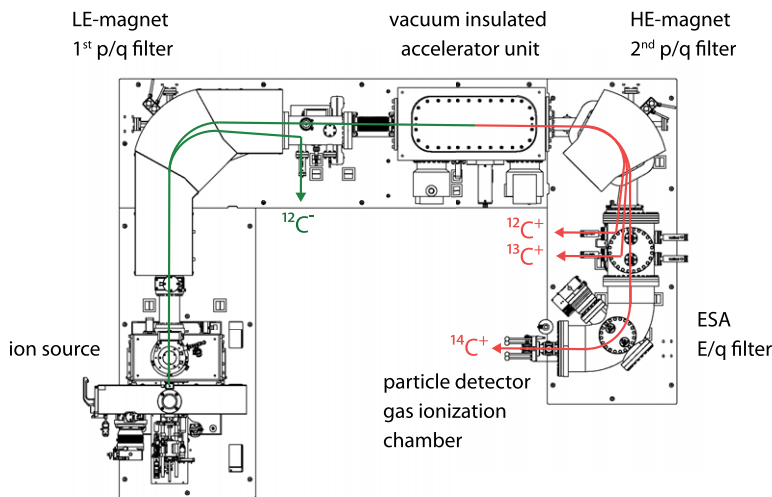 LE-magnet
1st p/q filter
vacuum insulated
accelerator unit
HE-magnet
2nd p/q filter
12C-
12C+
13C+
ion source
14C+
ESA
E/q filter
particle detector
gas ionization
chamber